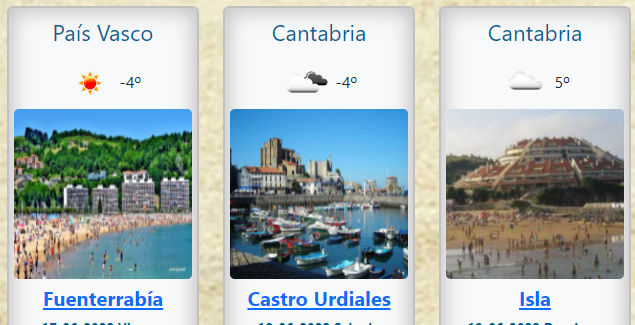 País Vasco
-4º
Fuenterrabía
Cantabria
-4º
Castro Urdiales
Cantabria
5º
Isla